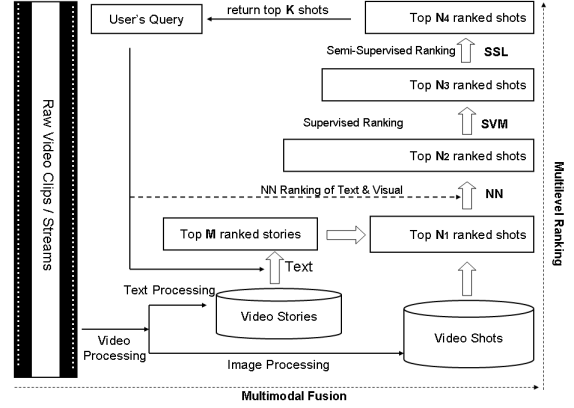 User's Query
return top K shots
Top N4 ranked shots
Semi-Supervised Ranking
SSL
Top N3 ranked shots
Supervised Ranking
SVM
Top N2 ranked shots
NN Ranking of Text & Visual
NN
Top M ranked stories
Top N1 ranked shots
Text
Text Processing
Video Stories
Video Shots
Video
Processing
Image Processing
Raw Video Clips / Streams
Multilevel Ranking
Multimodal Fusion